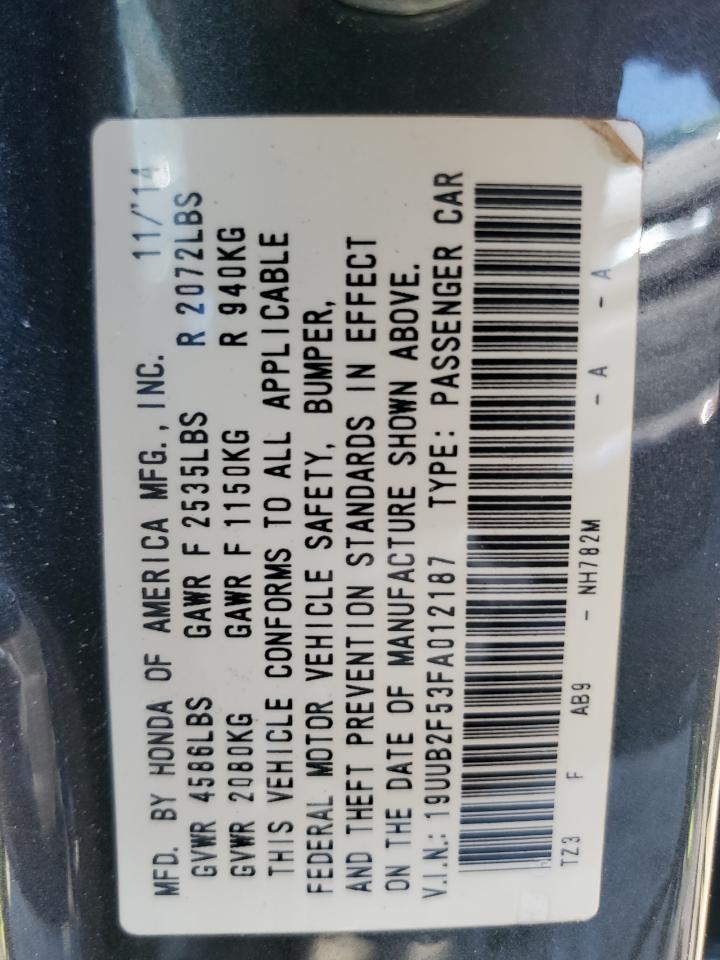 MFD. BY HONDA OF AMERICA MFG., INC. 11/'14
GVWR 4586LBS GAWR F 2535LBS R 2072LBS
GVWR 2080KG GAWR F 1150KG R 940KG
THIS VEHICLE CONFORMS TO ALL APPLICABLE
FEDERAL MOTOR VEHICLE SAFETY, BUMPER,
AND THEFT PREVENTION STANDARDS IN EFFECT
ON THE DATE OF MANUFACTURE SHOWN ABOVE.
V.I.N.: 19UUB2F53FA012187 TYPE: PASSENGER CAR
TZ3 F AB9 - NH782M - A - A